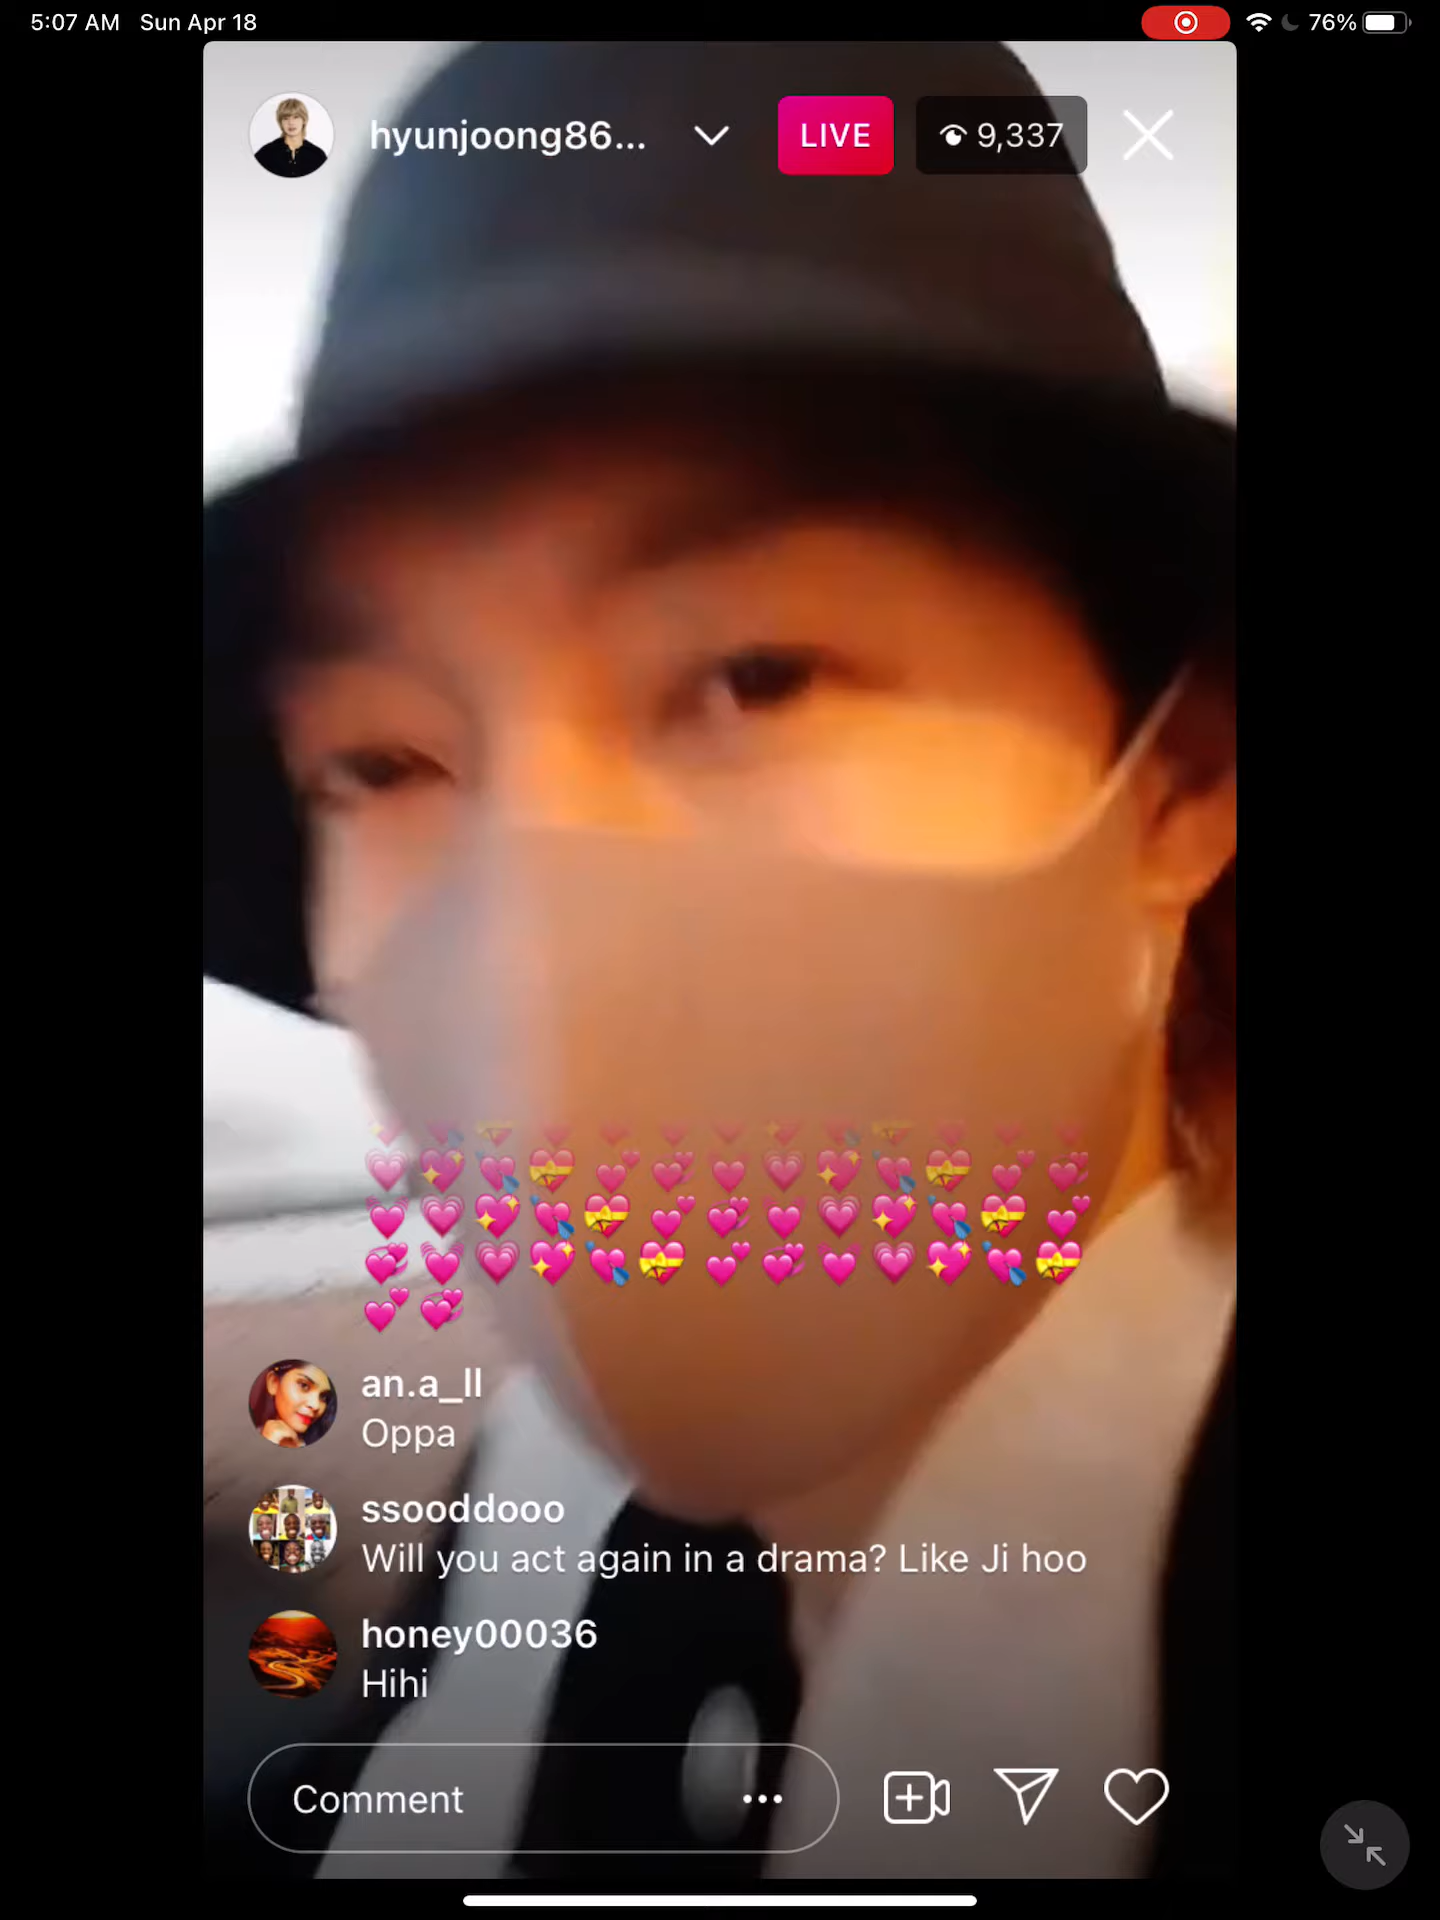 5:07 AM Sun Apr 18
76%
hyunjoong86...
LIVE
9,337
an.a_ll
Oppa
ssooddooo
Will you act again in a drama? Like Ji hoo
honey00036
Hihi
Comment